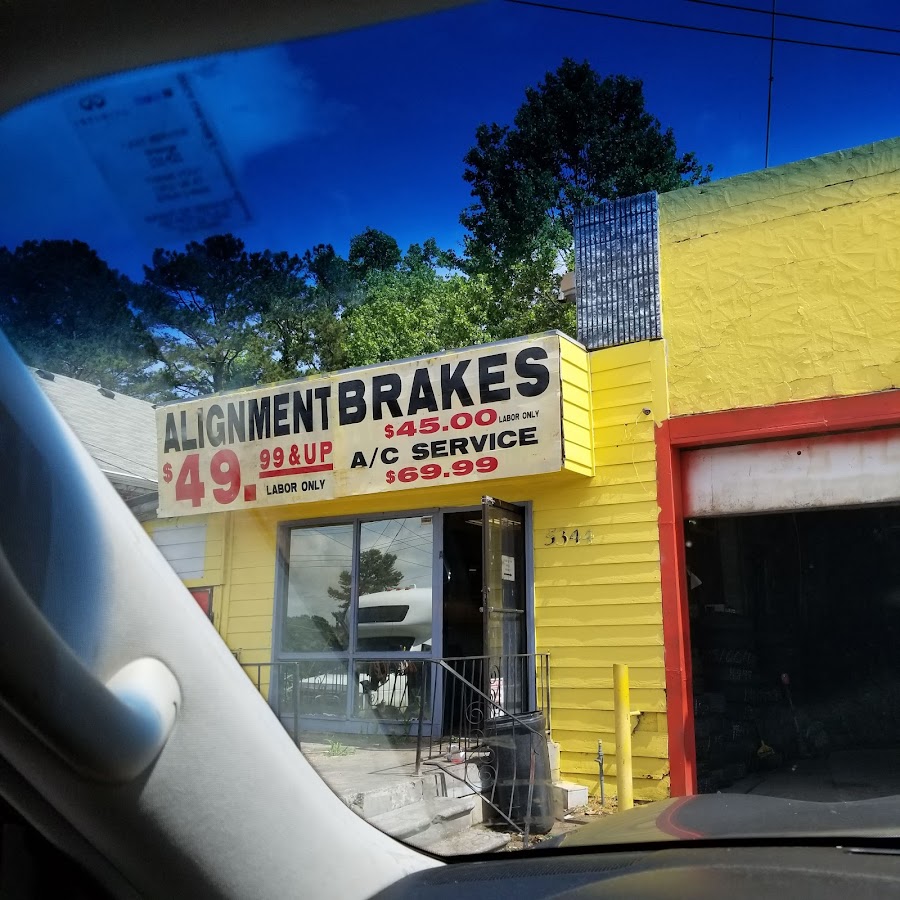 ALIGNMENT
$49.99&UP
LABOR ONLY
BRAKES
$45.00 LABOR ONLY
A/C SERVICE
$69.99